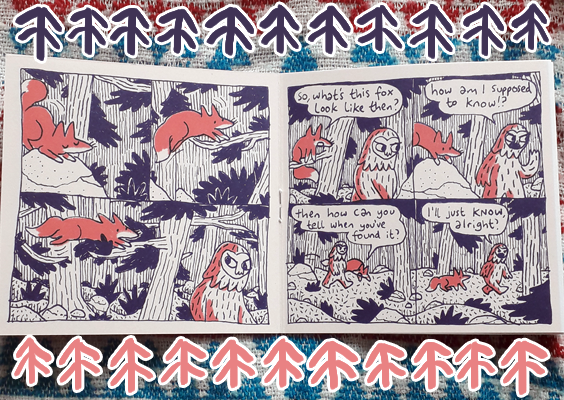 so, what's this fox
look like then?
how am I supposed
to know!?
then how can you
tell when you've
found it?
I'll just KNOW
alright?